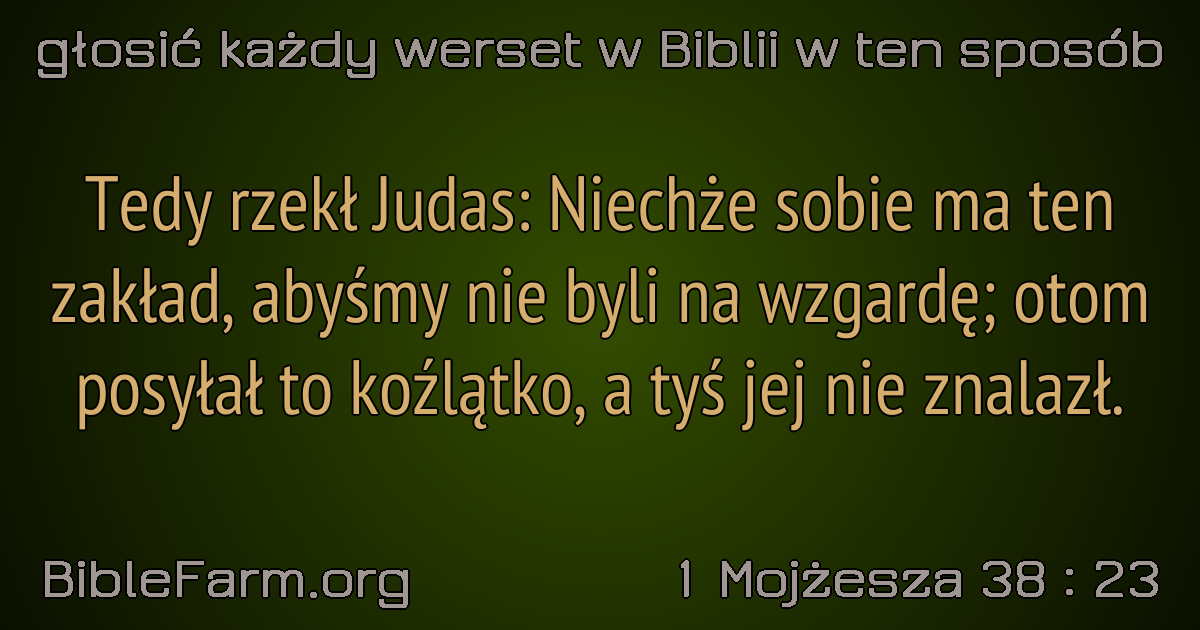 głosić każdy werset w Biblii w ten sposób
Tedy rzekł Judas: Niechże sobie ma ten
zakład, abyśmy nie byli na wzgardę; otom
posyłał to koźlątko, a tyś jej nie znalazł.
BibleFarm.org
1 Mojżesza 38 : 23